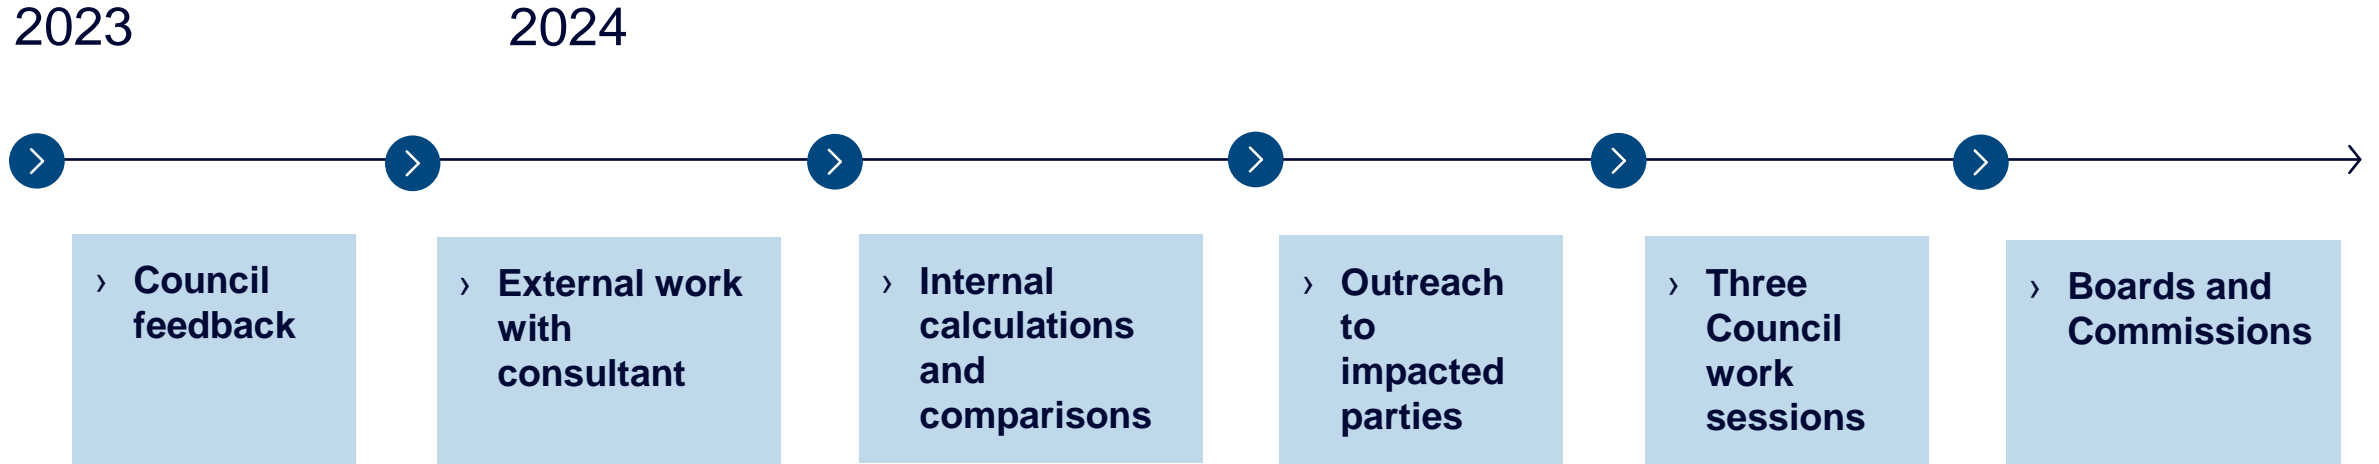 2023
2024
› Council
feedback
› External work
with
consultant
› Internal
calculations
and
comparisons
› Outreach
to
impacted
parties
› Three
Council
work
sessions
› Boards and
Commissions